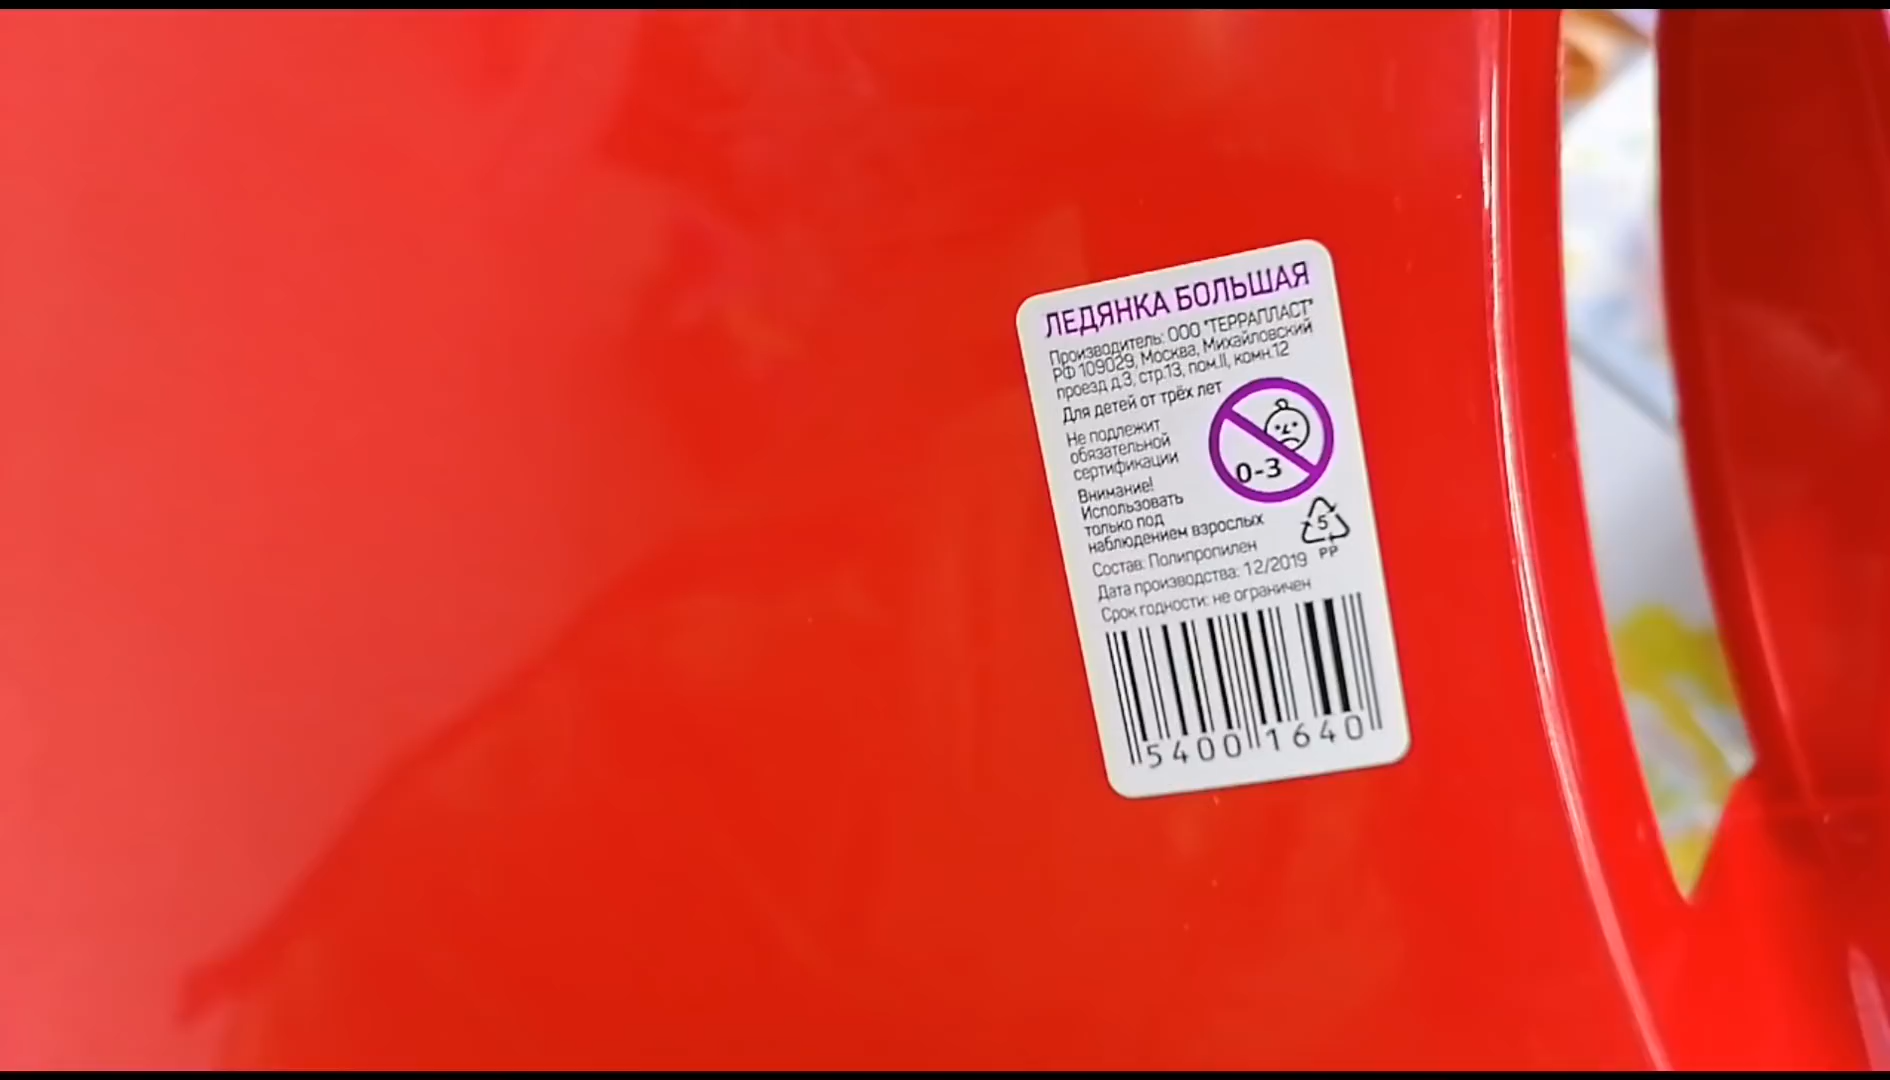 ЛЕДЯНКА БОЛЬШАЯ
Производитель: ООО "ТЕРРАПЛАСТ"
РФ 109029, Москва, Михайловский
проезд д.3, стр.13, пом.II, комн.12
Для детей от трёх лет
Не подлежит
обязательной
сертификации
0-3
Внимание!
Использовать
только под
наблюдением взрослых
5
PP
Состав: Полипропилен
Дата производства: 12/2019
Срок годности: не ограничен
5400 1640